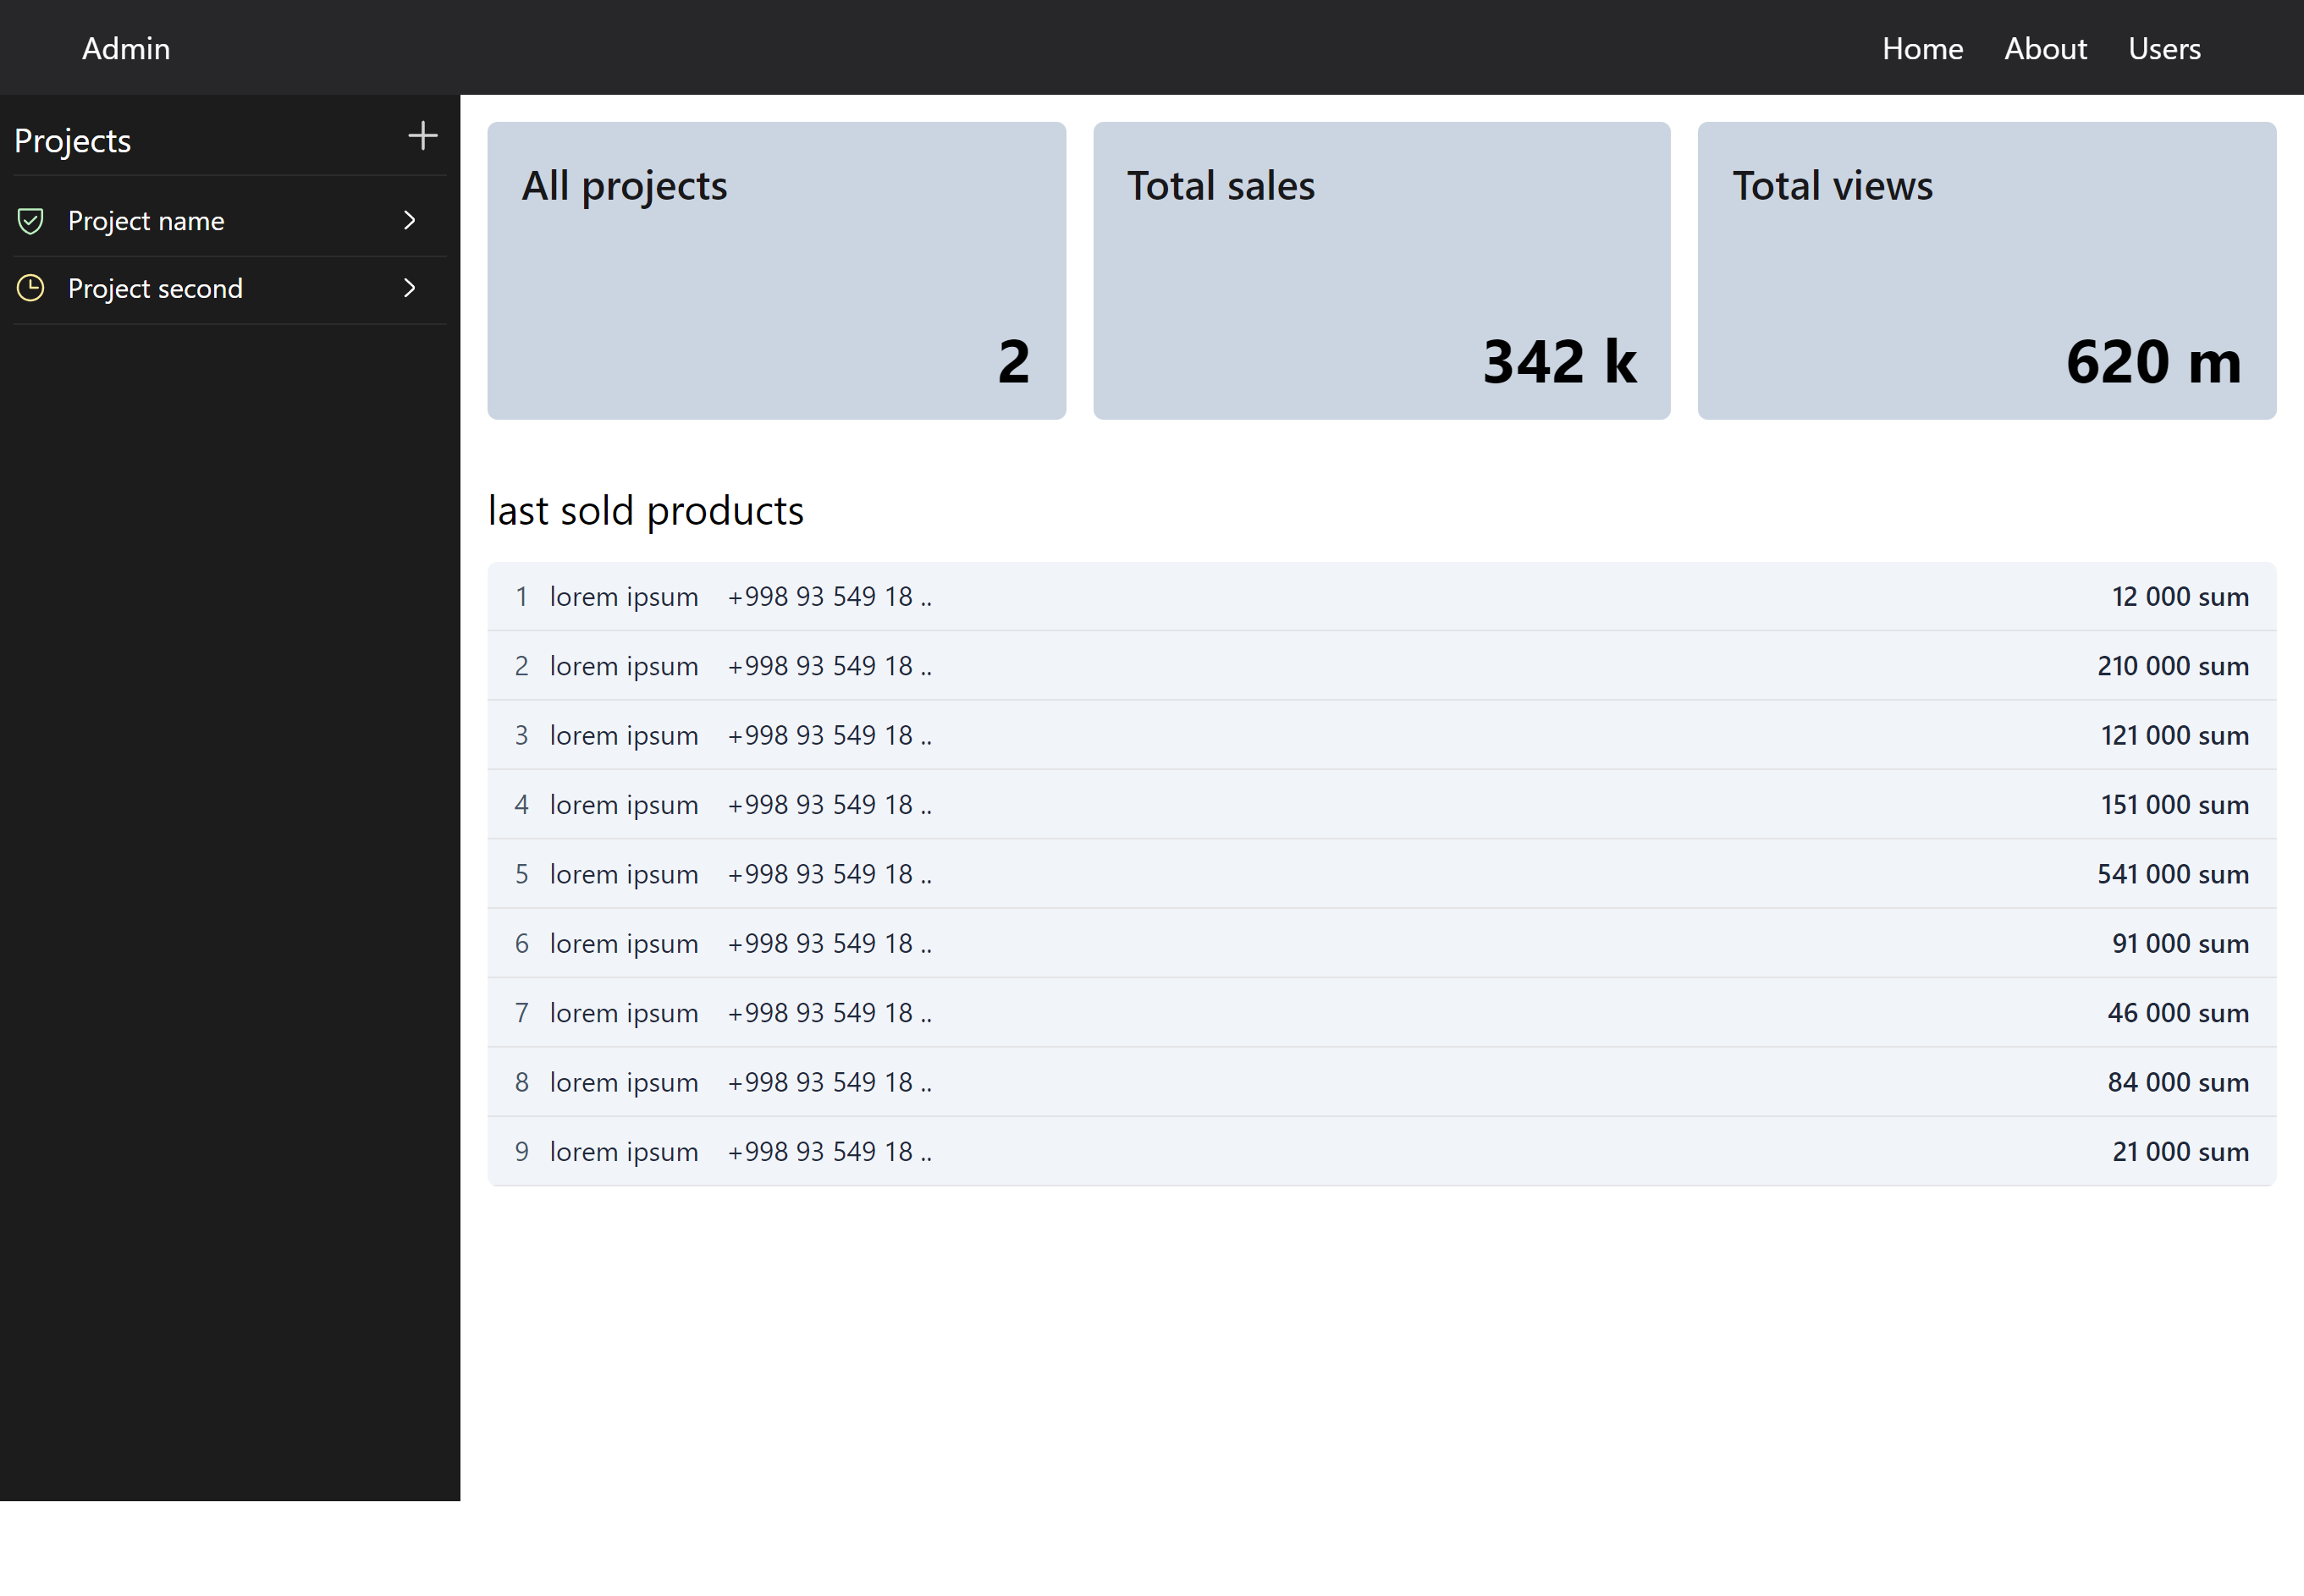 Admin Home About Users
Projects
Project name
Project second
All projects
2
Total sales
342 k
Total views
620 m
last sold products
1 lorem ipsum +998 93 549 18 .. 12 000 sum
2 lorem ipsum +998 93 549 18 .. 210 000 sum
3 lorem ipsum +998 93 549 18 .. 121 000 sum
4 lorem ipsum +998 93 549 18 .. 151 000 sum
5 lorem ipsum +998 93 549 18 .. 541 000 sum
6 lorem ipsum +998 93 549 18 .. 91 000 sum
7 lorem ipsum +998 93 549 18 .. 46 000 sum
8 lorem ipsum +998 93 549 18 .. 84 000 sum
9 lorem ipsum +998 93 549 18 .. 21 000 sum